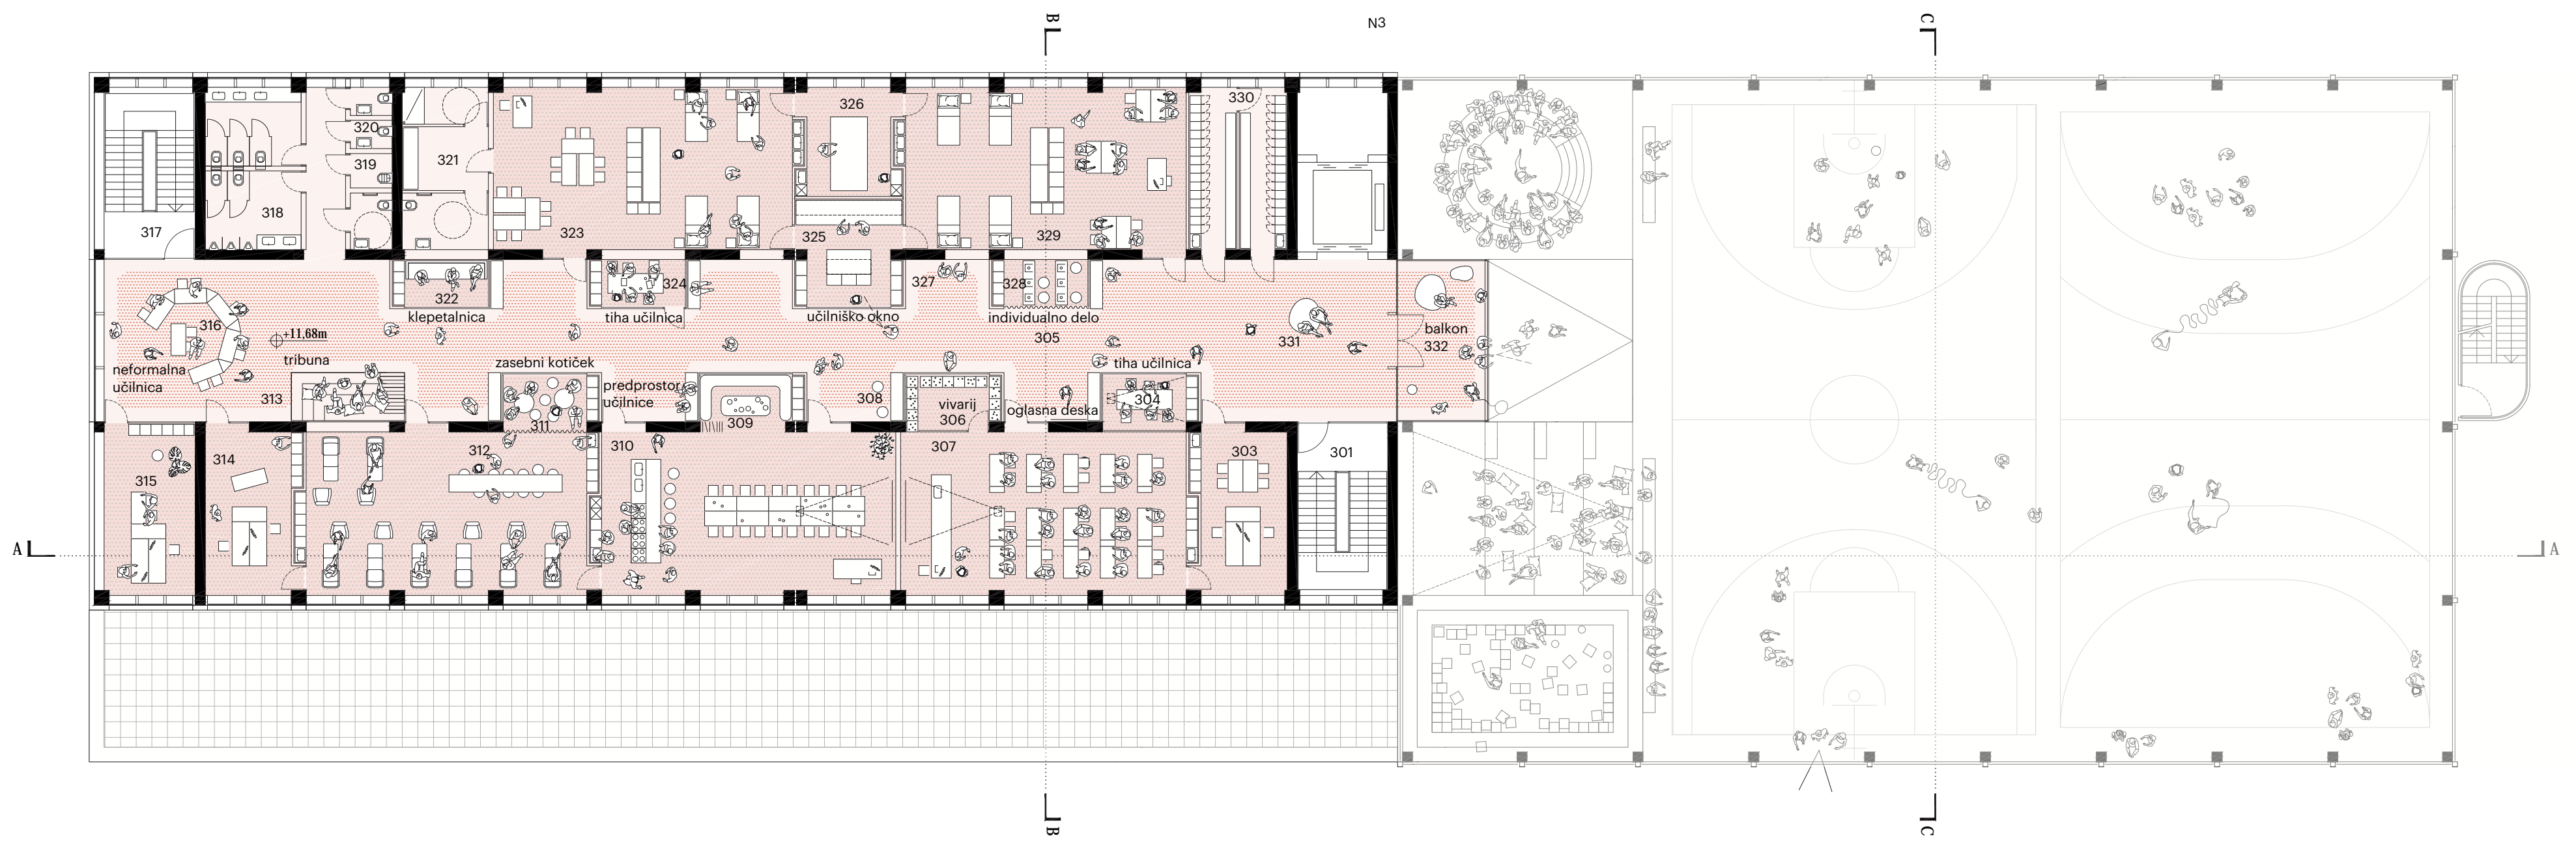 B
C
N3
326
330
320
319
321
318
317
323
325
329
322
324
327
328
klepetalnica
tiha učilnica
učilniško okno
individualno delo
316
+11,68m
305
331
balkon
332
tribuna
neformalna
učilnica
zasebni kotiček
tiha učilnica
predprostor
učilnice
313
308
vivarij
306
oglasna deska
304
309
311
315
314
312
310
307
303
301
A
A
B
C